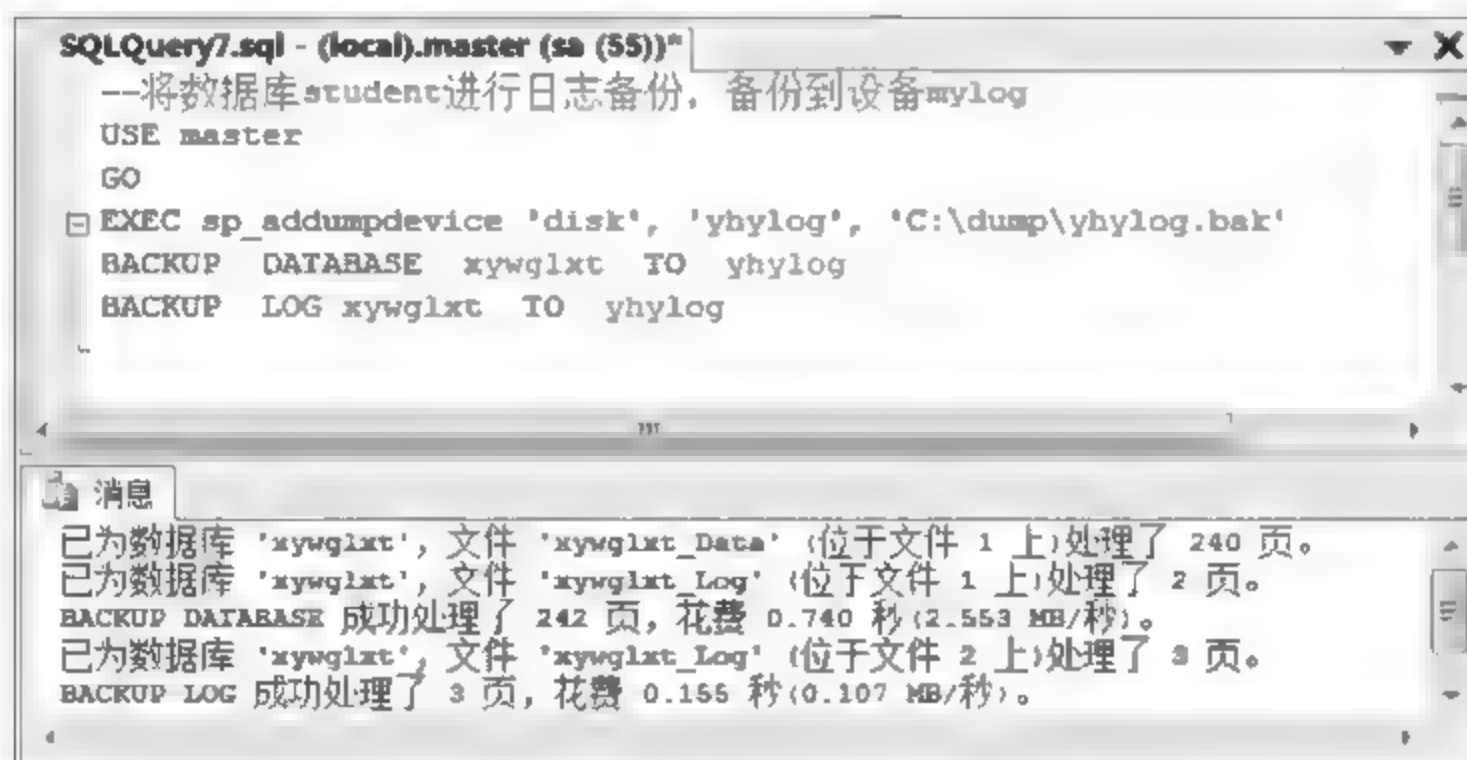 SQLQuery7.sql - (local).master (sa (55))*
--将数据库student进行日志备份，备份到设备mylog
USE master
GO
EXEC sp_addumpdevice 'disk', 'yhylog', 'C:\dump\yhylog.bak'
BACKUP DATABASE xywglxt TO yhylog
BACKUP LOG xywglxt TO yhylog
消息
已为数据库 'xywglxt', 文件 'xywglxt_Data' (位于文件 1 上)处理了 240 页。
已为数据库 'xywglxt', 文件 'xywglxt_Log' (位于文件 1 上)处理了 2 页。
BACKUP DATABASE 成功处理了 242 页, 花费 0.740 秒(2.553 MB/秒)。
已为数据库 'xywglxt', 文件 'xywglxt_Log' (位于文件 2 上)处理了 3 页。
BACKUP LOG 成功处理了 3 页, 花费 0.155 秒(0.107 MB/秒)。